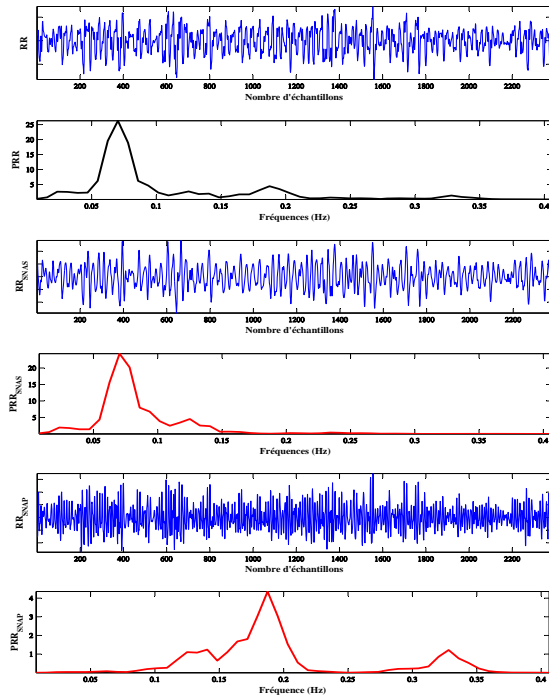 RR
200 400 600 800 1000 1200 1400 1600 1800 2000 2200
Nombre d'échantillons
25
20
15
10
5
PRR
0.05 0.1 0.15 0.2 0.25 0.3 0.35 0.4
Fréquences (Hz)
RR_SNAS
200 400 600 800 1000 1200 1400 1600 1800 2000 2200
Nombre d'échantillons
20
15
10
5
PRR_SNAS
0.05 0.1 0.15 0.2 0.25 0.3 0.35 0.4
Fréquences (Hz)
RR_SNAP
200 400 600 800 1000 1200 1400 1600 1800 2000 2200
Nombre d'échantillons
4
3
2
1
PRR_SNAP
0 0.05 0.1 0.15 0.2 0.25 0.3 0.35 0.4
Fréquence (Hz)